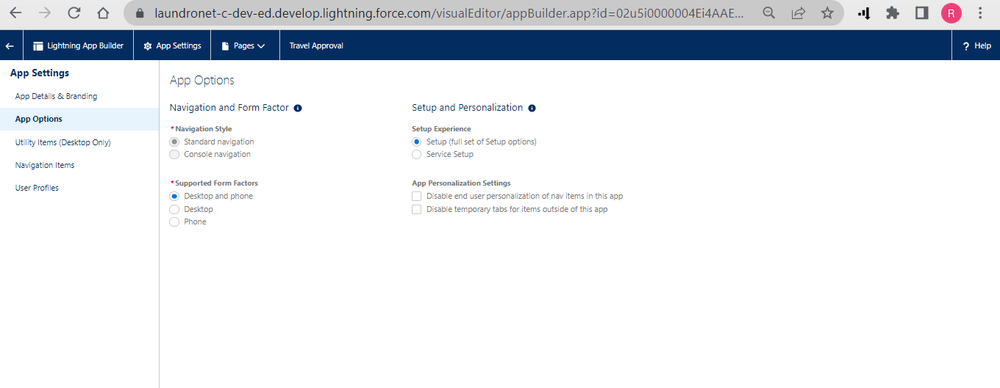 laundronet-c-dev-ed.develop.lightning.force.com/visualEditor/appBuilder.app?id=02u5i0000004Ei4AAE...
R
Lightning App Builder
App Settings
Pages
Travel Approval
? Help
App Settings
App Details & Branding
App Options
Utility Items (Desktop Only)
Navigation Items
User Profiles
App Options
Navigation and Form Factor
* Navigation Style
Standard navigation
Console navigation
* Supported Form Factors
Desktop and phone
Desktop
Phone
Setup and Personalization
Setup Experience
Setup (full set of Setup options)
Service Setup
App Personalization Settings
Disable end user personalization of nav items in this app
Disable temporary tabs for items outside of this app